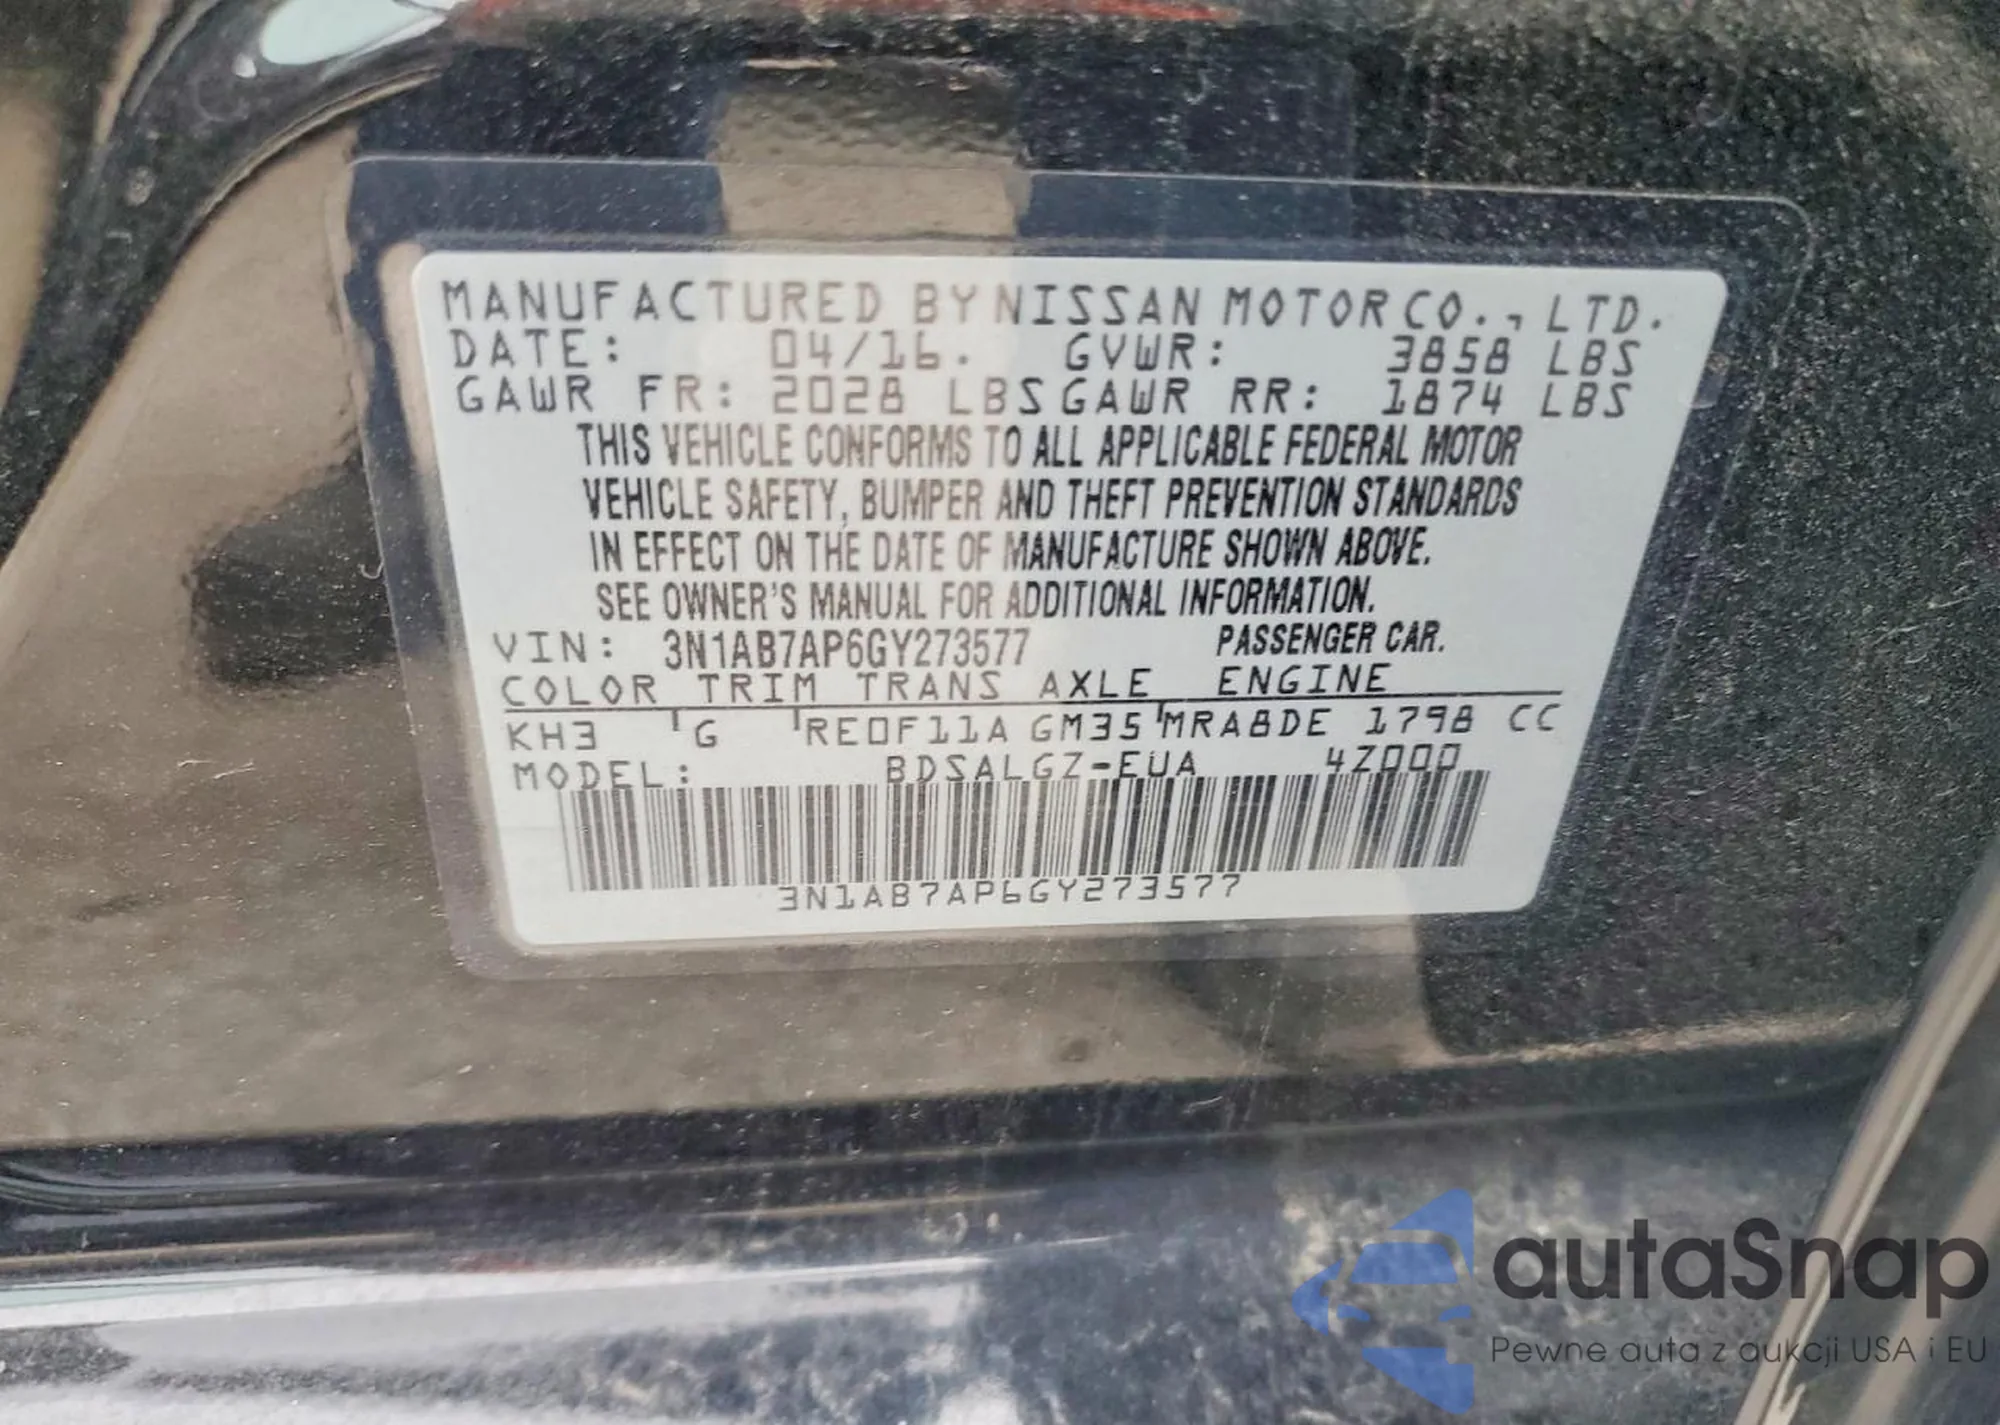 MANUFACTURED BY NISSAN MOTOR CO., LTD.
DATE: 04/16. GVWR: 3858 LBS
GAWR FR: 2028 LBS GAWR RR: 1874 LBS
THIS VEHICLE CONFORMS TO ALL APPLICABLE FEDERAL MOTOR
VEHICLE SAFETY, BUMPER AND THEFT PREVENTION STANDARDS
IN EFFECT ON THE DATE OF MANUFACTURE SHOWN ABOVE.
SEE OWNER'S MANUAL FOR ADDITIONAL INFORMATION.
VIN: 3N1AB7AP6GY273577 PASSENGER CAR.
COLOR TRIM TRANS AXLE ENGINE
KH3 G RE0F11A GM35 MRA8DE 1798 CC
MODEL: BDSALGZ-EUA 4Z000
3N1AB7AP6GY273577
autaSnap
Pewne auta z aukcji USA i EU